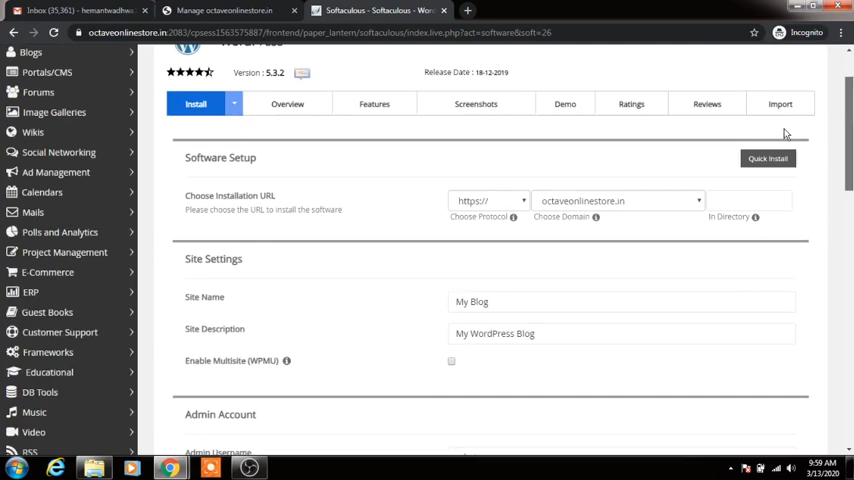 Inbox (35,361) - hemantwadhwa
Manage octaveonlinestore.in
Softaculous - Softaculous - Wor
octaveonlinestore.in:2083/cpsess1563575887/frontend/paper_lantern/softaculous/index.live.php?act=software&soft=26
Incognito
Blogs
Portals/CMS
Forums
Image Galleries
Wikis
Social Networking
Ad Management
Calendars
Mails
Polls and Analytics
Project Management
E-Commerce
ERP
Guest Books
Customer Support
Frameworks
Educational
DB Tools
Music
Video
RSS
Version : 5.3.2
Release Date : 18-12-2019
Install
Overview
Features
Screenshots
Demo
Ratings
Reviews
Import
Software Setup
Quick Install
Choose Installation URL
Please choose the URL to install the software
https://
octaveonlinestore.in
Choose Protocol
Choose Domain
In Directory
Site Settings
Site Name
My Blog
Site Description
My WordPress Blog
Enable Multisite (WPMU)
Admin Account
Admin Username
9:59 AM
3/13/2020